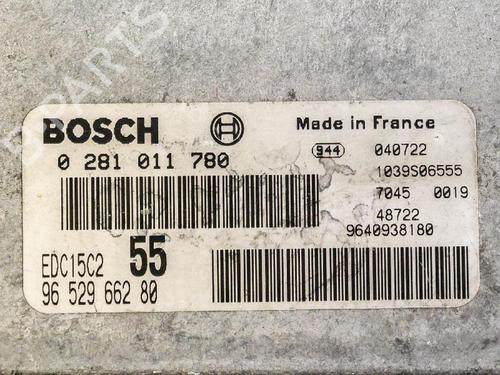 BOSCH
Made in France
0 281 011 780
944 040722
1039S06555
7045 0019
48722
9640938180
EDC15C2 55
96 529 662 80